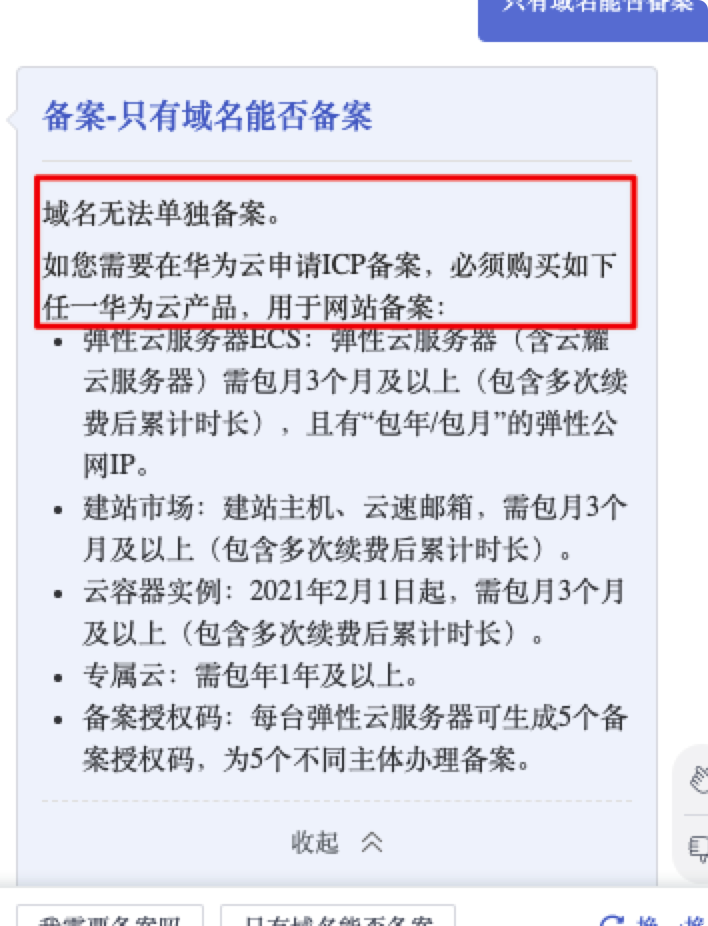 只有域名能否备案
备案-只有域名能否备案
域名无法单独备案。
如您需要在华为云申请ICP备案，必须购买如下
任一华为云产品，用于网站备案：
• 弹性云服务器ECS：弹性云服务器（含云耀
云服务器）需包月3个月及以上（包含多次续
费后累计时长），且有“包年/包月”的弹性公
网IP。
• 建站市场：建站主机、云速邮箱，需包月3个
月及以上（包含多次续费后累计时长）。
• 云容器实例：2021年2月1日起，需包月3个月
及以上（包含多次续费后累计时长）。
• 专属云：需包年1年及以上。
• 备案授权码：每台弹性云服务器可生成5个备
案授权码，为5个不同主体办理备案。
收起
我需要备案吗 只有域名能否备案 换一换